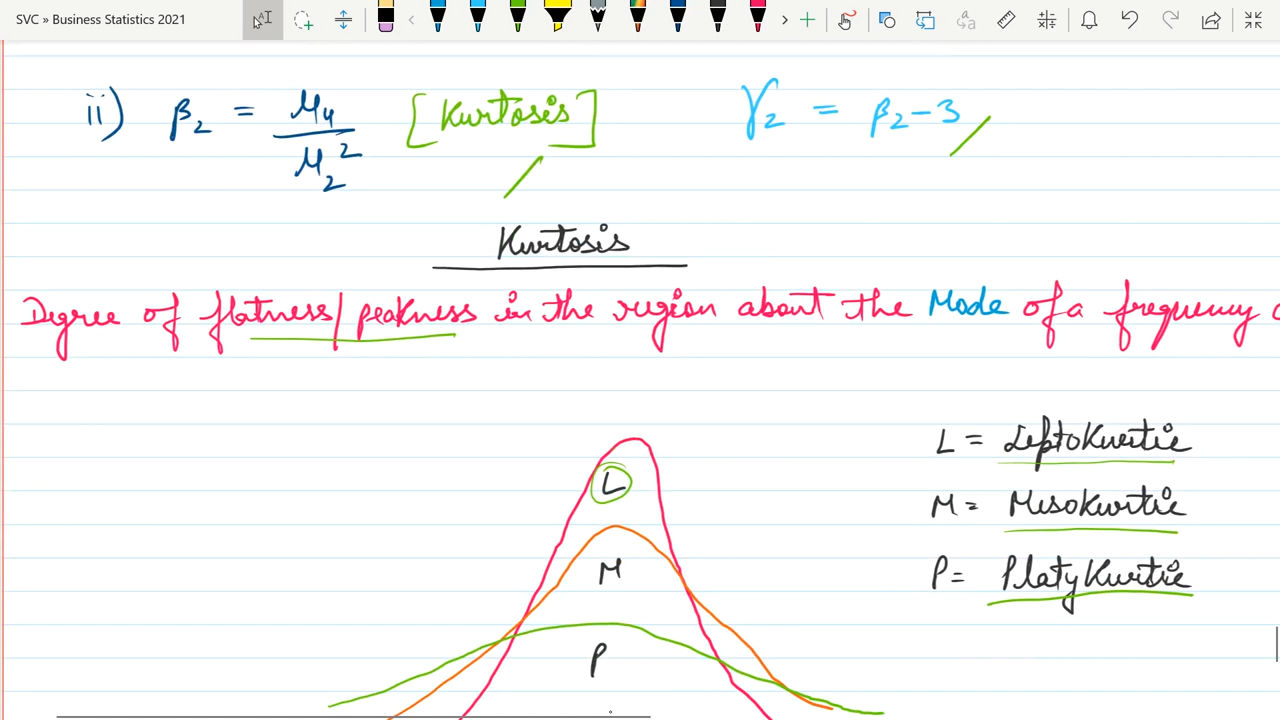 SVC » Business Statistics 2021
ii) β₂ = μ₄ / μ₂² [Kurtosis] γ₂ = β₂ - 3
Kurtosis
Degree of flatness/peakness in the region about the Mode of a frequency
L = LeptoKurtic
M = MesoKurtic
P = PlatyKurtic
L
M
P